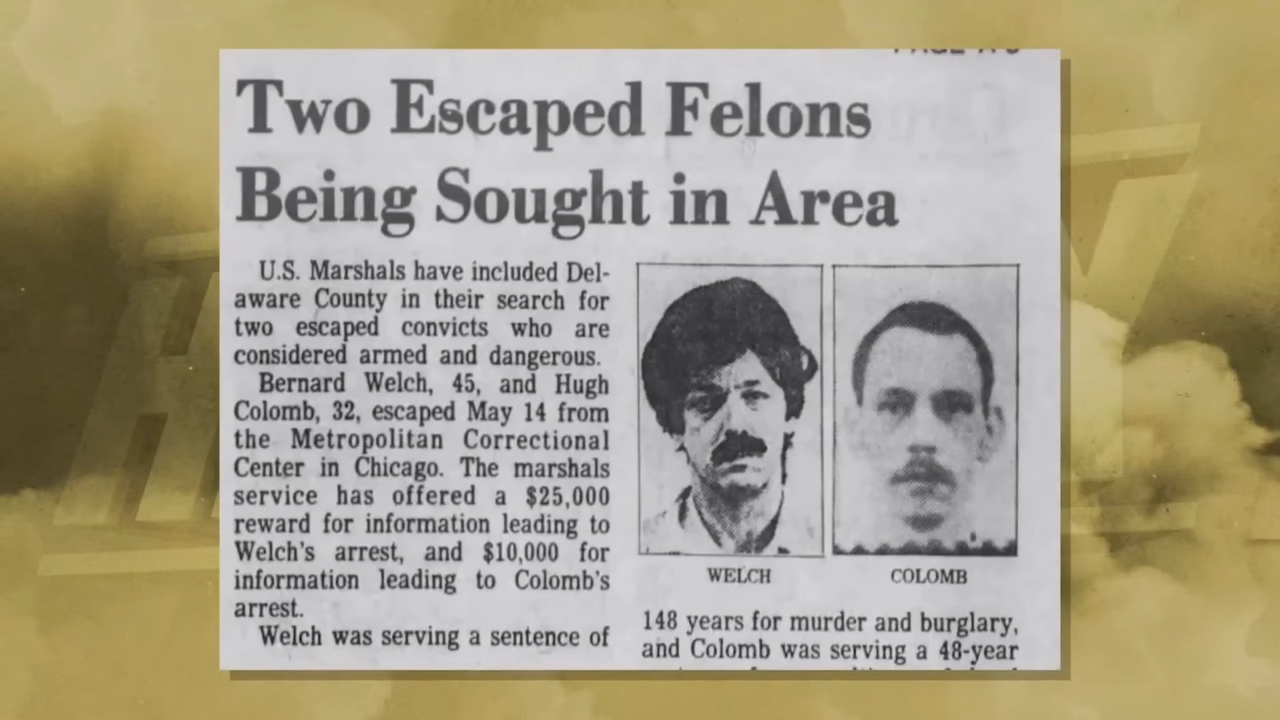 Two Escaped Felons
Being Sought in Area
U.S. Marshals have included Del-
aware County in their search for
two escaped convicts who are
considered armed and dangerous.
Bernard Welch, 45, and Hugh
Colomb, 32, escaped May 14 from
the Metropolitan Correctional
Center in Chicago. The marshals
service has offered a $25,000
reward for information leading to
Welch's arrest, and $10,000 for
information leading to Colomb's
arrest.
Welch was serving a sentence of
WELCH
COLOMB
148 years for murder and burglary,
and Colomb was serving a 48-year